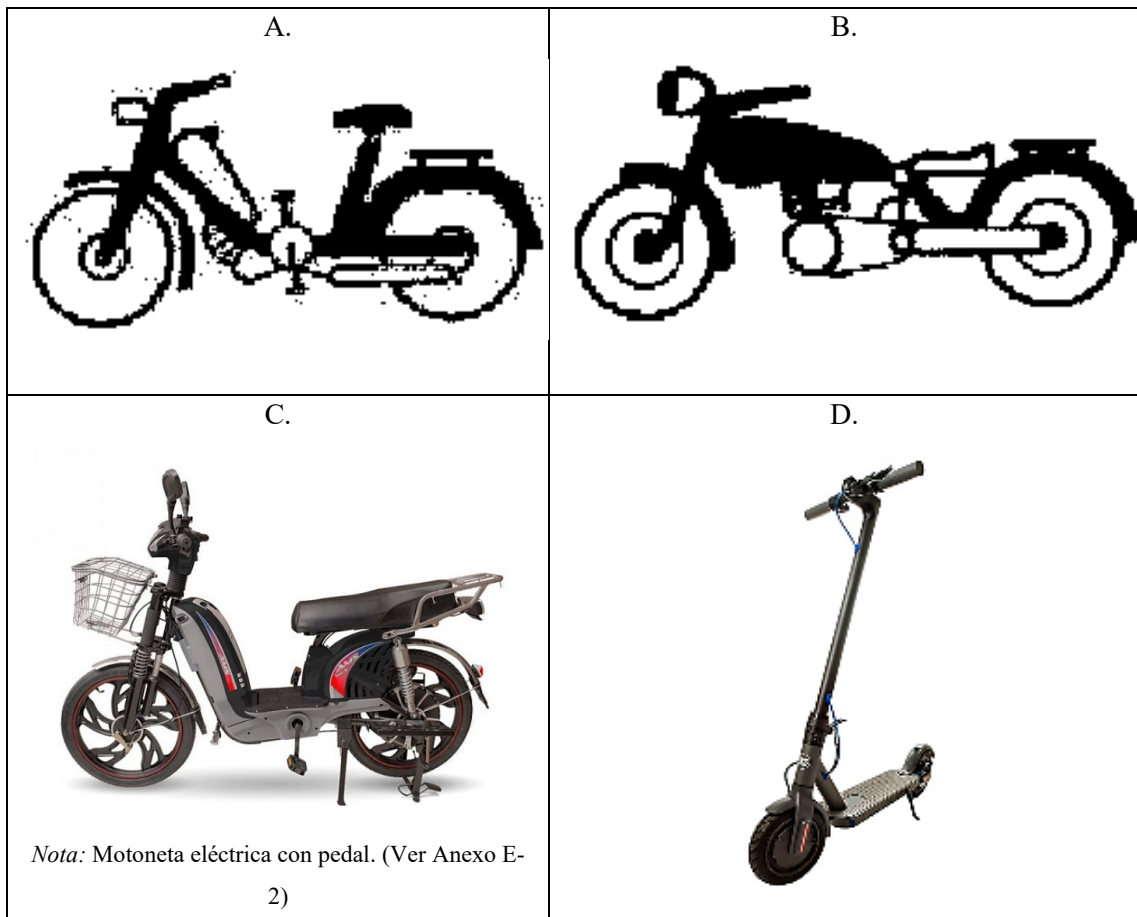 A.
B.
C.
Nota: Motoneta eléctrica con pedal. (Ver Anexo E-
2)
D.